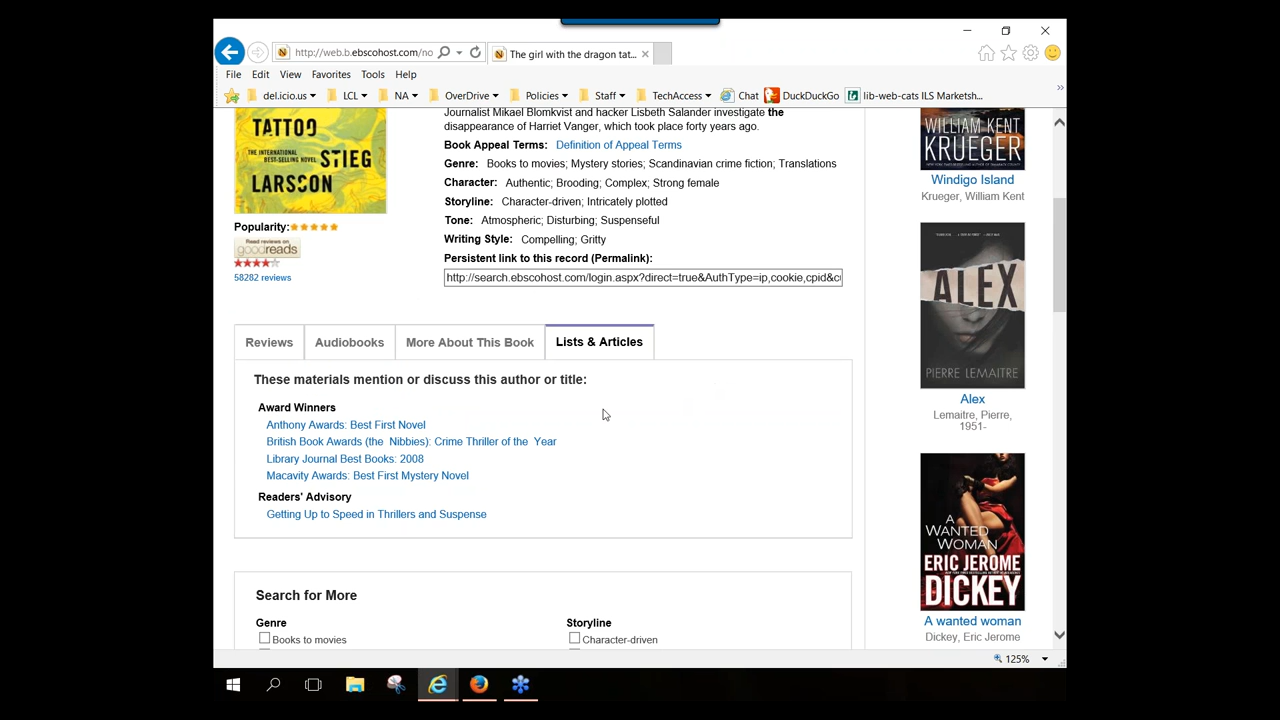 http://web.b.ebscohost.com/no
The girl with the dragon tat...
File Edit View Favorites Tools Help
del.icio.us LCL NA OverDrive Policies Staff TechAccess Chat DuckDuckGo lib-web-cats ILS Marketsh...
TATTOO
THE INTERNATIONAL
BEST-SELLING NOVEL
STIEG
LARSSON
Popularity:
Read reviews on
goodreads
58282 reviews
Journalist Mikael Blomkvist and hacker Lisbeth Salander investigate the
disappearance of Harriet Vanger, which took place forty years ago.
Book Appeal Terms: Definition of Appeal Terms
Genre: Books to movies; Mystery stories; Scandinavian crime fiction; Translations
Character: Authentic; Brooding; Complex; Strong female
Storyline: Character-driven; Intricately plotted
Tone: Atmospheric; Disturbing; Suspenseful
Writing Style: Compelling; Gritty
Persistent link to this record (Permalink):
http://search.ebscohost.com/login.aspx?direct=true&AuthType=ip,cookie,cpid&c
Reviews Audiobooks More About This Book Lists & Articles
These materials mention or discuss this author or title:
Award Winners
Anthony Awards: Best First Novel
British Book Awards (the Nibbies): Crime Thriller of the Year
Library Journal Best Books: 2008
Macavity Awards: Best First Mystery Novel
Readers' Advisory
Getting Up to Speed in Thrillers and Suspense
Search for More
Genre
Books to movies
Storyline
Character-driven
WILLIAM KENT
KRUEGER
Windigo Island
Krueger, William Kent
ALEX
PIERRE LEMAITRE
Alex
Lemaitre, Pierre,
1951-
A
WANTED
WOMAN
ERIC JEROME
DICKEY
A wanted woman
Dickey, Eric Jerome
125%